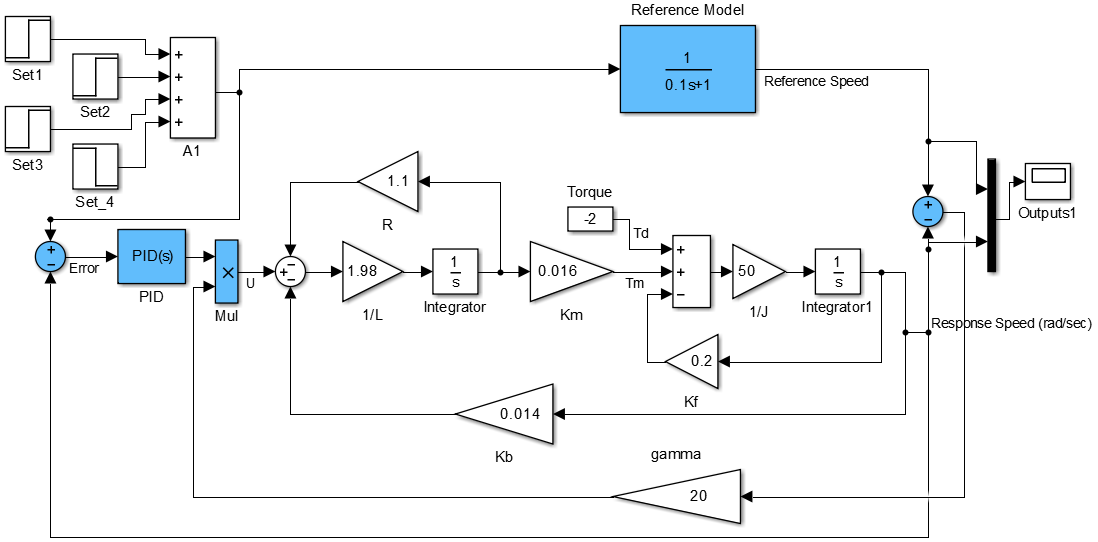 Reference Model
1
0.1s+1
Reference Speed
Set1
+
+
+
+
Set2
A1
Set3
Set_4
1.1
R
Torque
-2
Td
Outputs1
+
−
+
−
Error
PID(s)
PID
×
Mul
U
−
+
−
1.98
1/L
1
s
Integrator
0.016
Km
Tm
+
+
−
50
1/J
1
s
Integrator1
Response Speed (rad/sec)
0.2
Kf
0.014
Kb
gamma
20